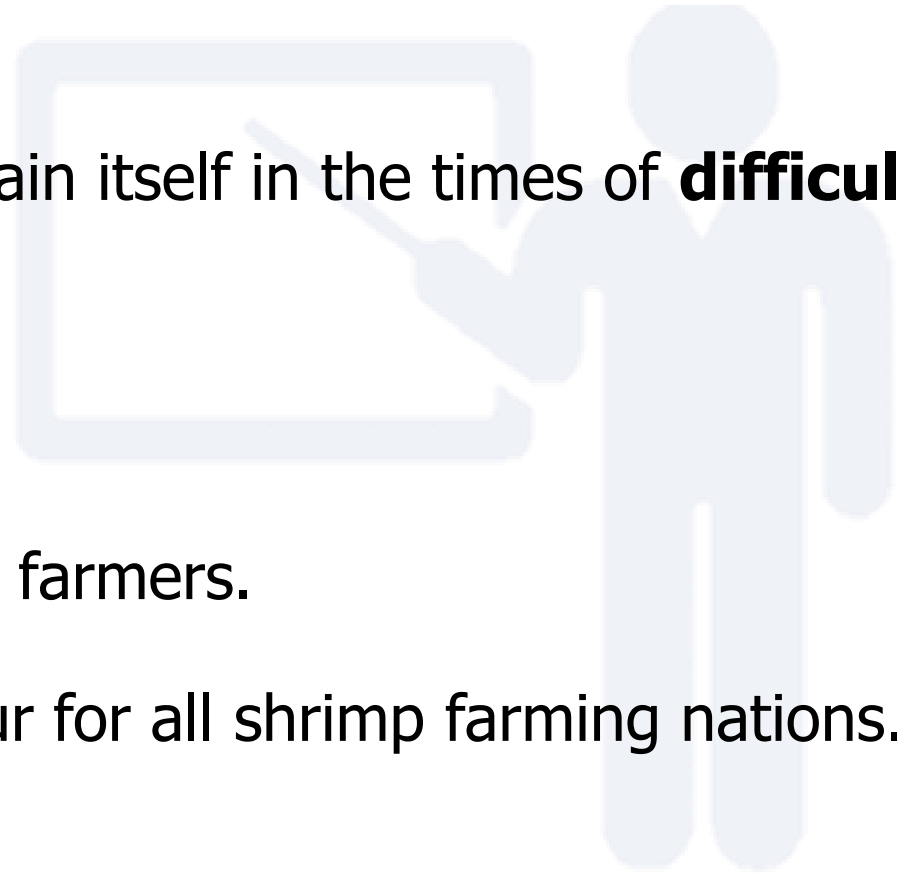 ain itself in the times of difficul
farmers.
ur for all shrimp farming nations.